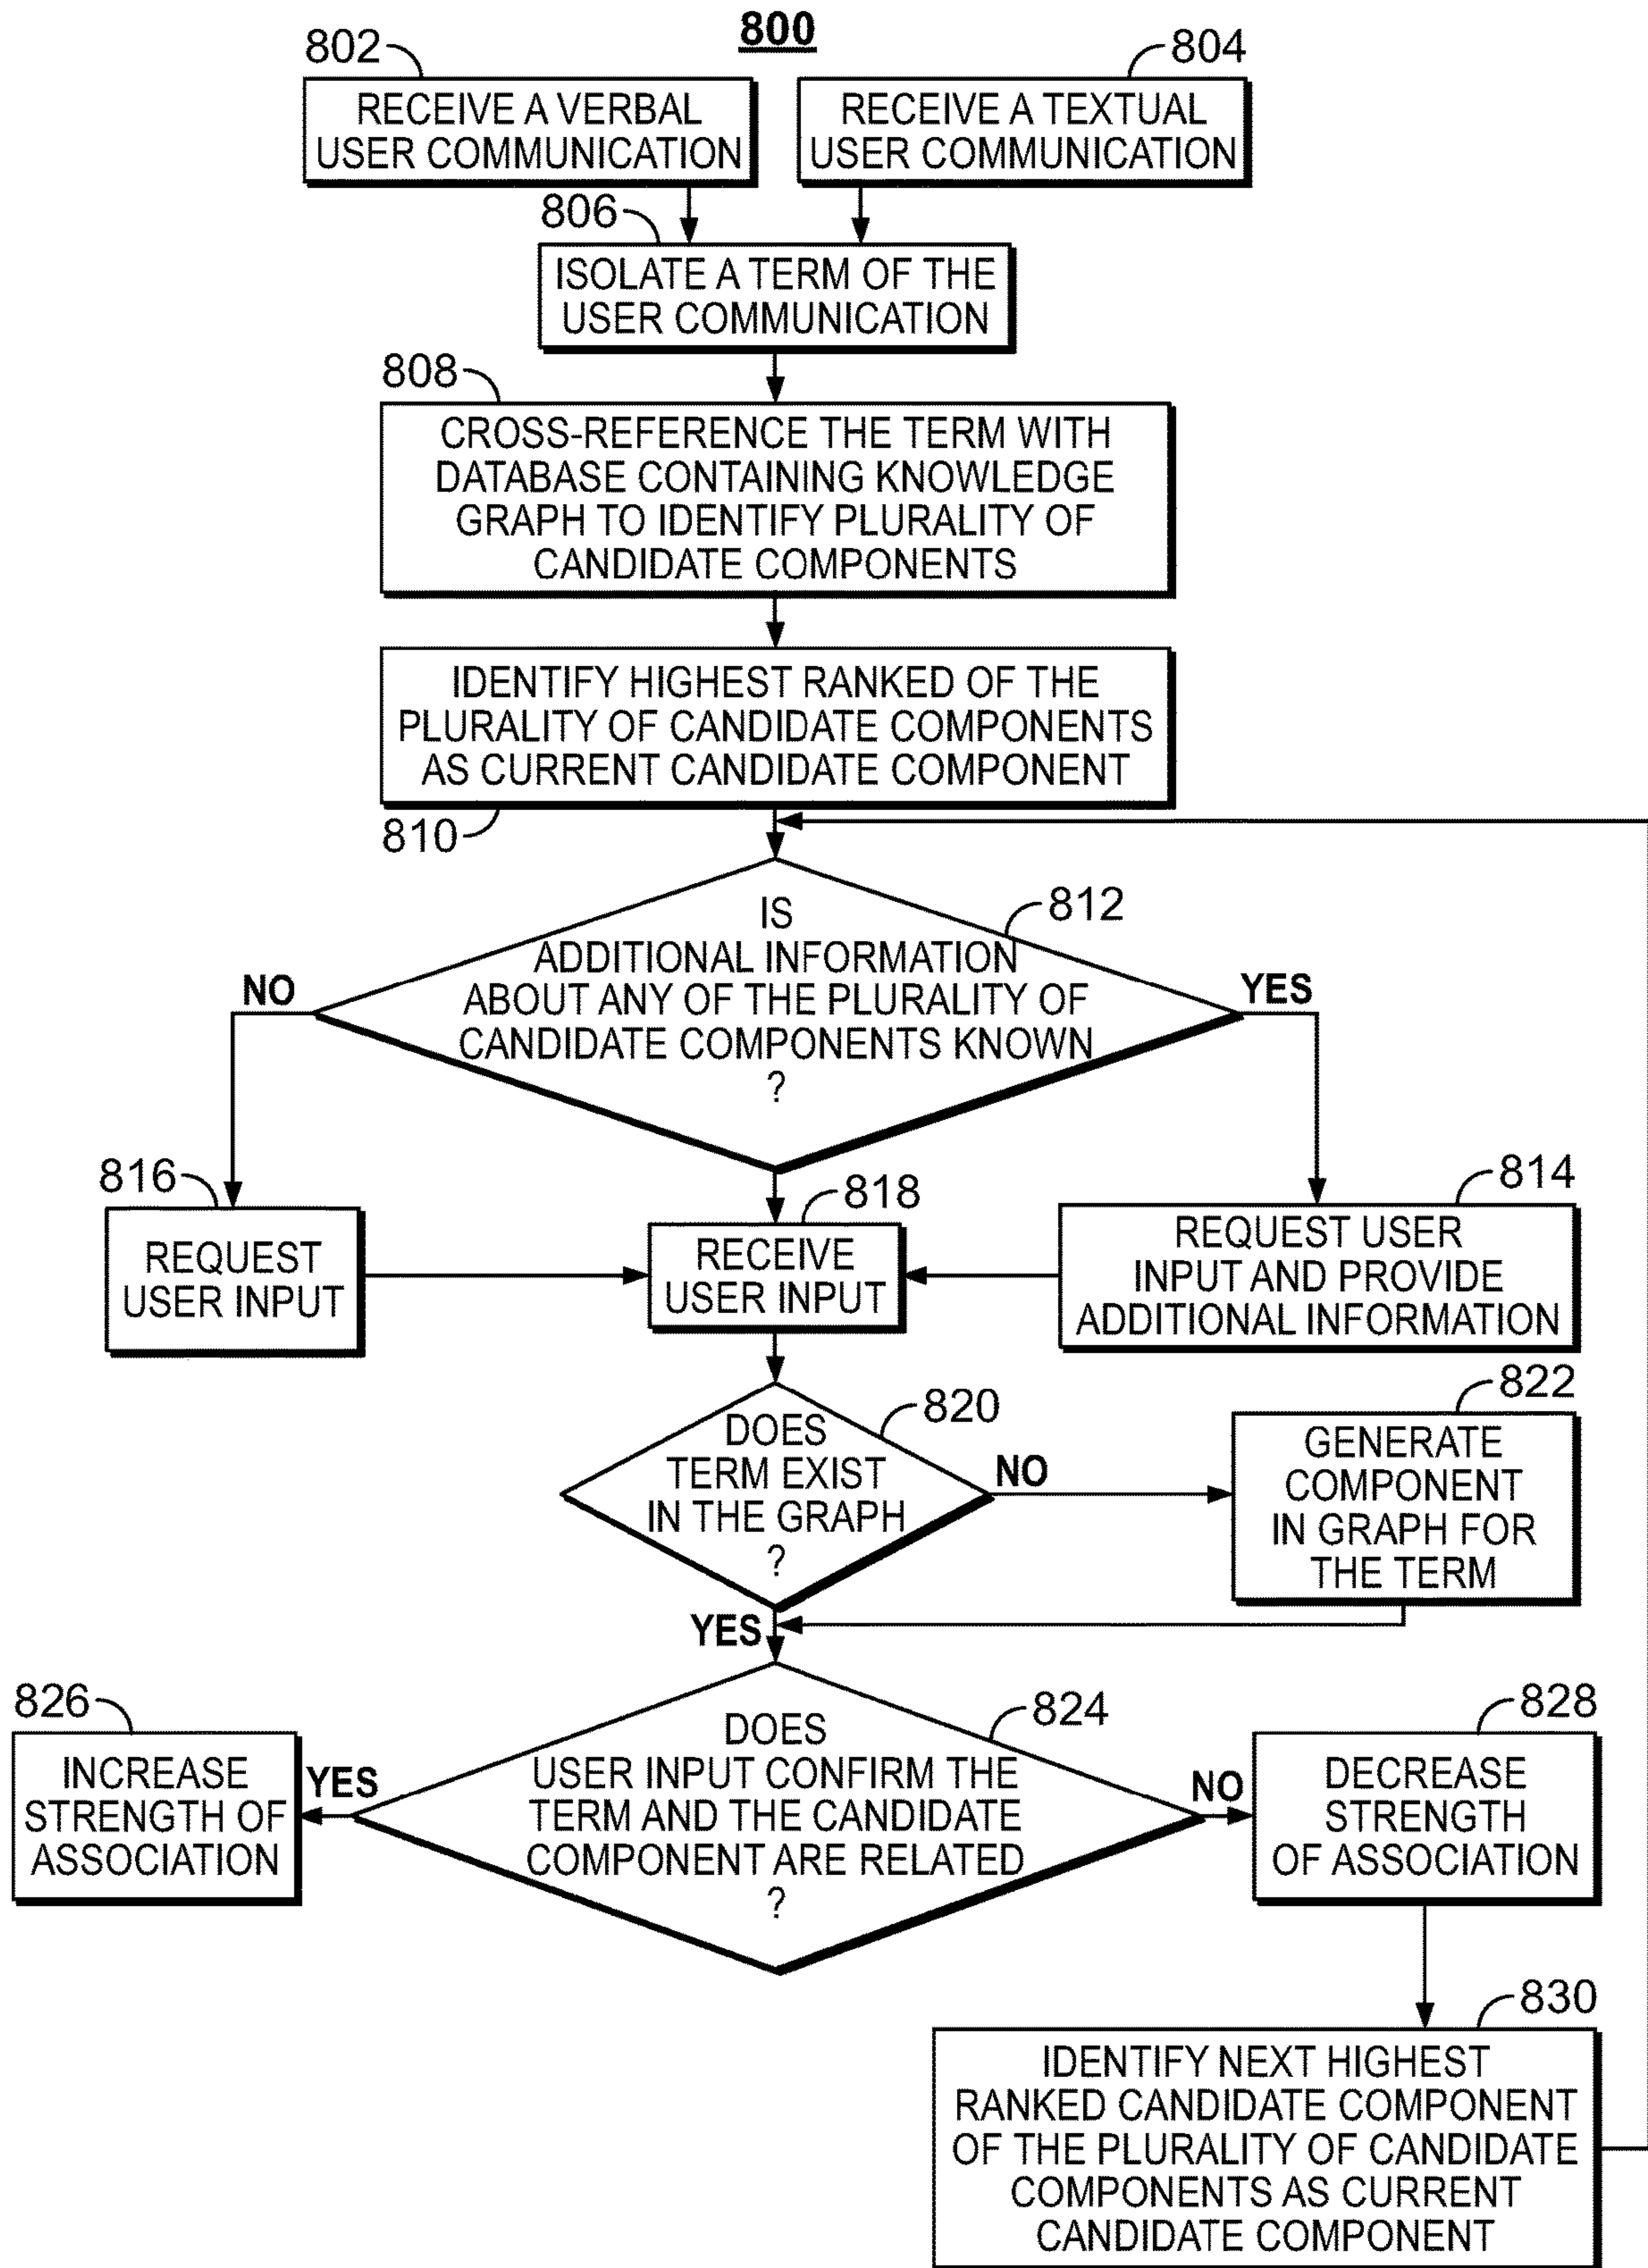 800
802
804
RECEIVE A VERBAL
USER COMMUNICATION
RECEIVE A TEXTUAL
USER COMMUNICATION
806
ISOLATE A TERM OF THE
USER COMMUNICATION
808
CROSS-REFERENCE THE TERM WITH
DATABASE CONTAINING KNOWLEDGE
GRAPH TO IDENTIFY PLURALITY OF
CANDIDATE COMPONENTS
IDENTIFY HIGHEST RANKED OF THE
PLURALITY OF CANDIDATE COMPONENTS
AS CURRENT CANDIDATE COMPONENT
810
812
IS
ADDITIONAL INFORMATION
ABOUT ANY OF THE PLURALITY OF
CANDIDATE COMPONENTS KNOWN
?
NO
YES
816
REQUEST
USER INPUT
818
RECEIVE
USER INPUT
814
REQUEST USER
INPUT AND PROVIDE
ADDITIONAL INFORMATION
820
DOES
TERM EXIST
IN THE GRAPH
?
NO
822
GENERATE
COMPONENT
IN GRAPH FOR
THE TERM
YES
824
DOES
USER INPUT CONFIRM THE
TERM AND THE CANDIDATE
COMPONENT ARE RELATED
?
826
YES
INCREASE
STRENGTH OF
ASSOCIATION
NO
828
DECREASE
STRENGTH
OF ASSOCIATION
830
IDENTIFY NEXT HIGHEST
RANKED CANDIDATE COMPONENT
OF THE PLURALITY OF CANDIDATE
COMPONENTS AS CURRENT
CANDIDATE COMPONENT